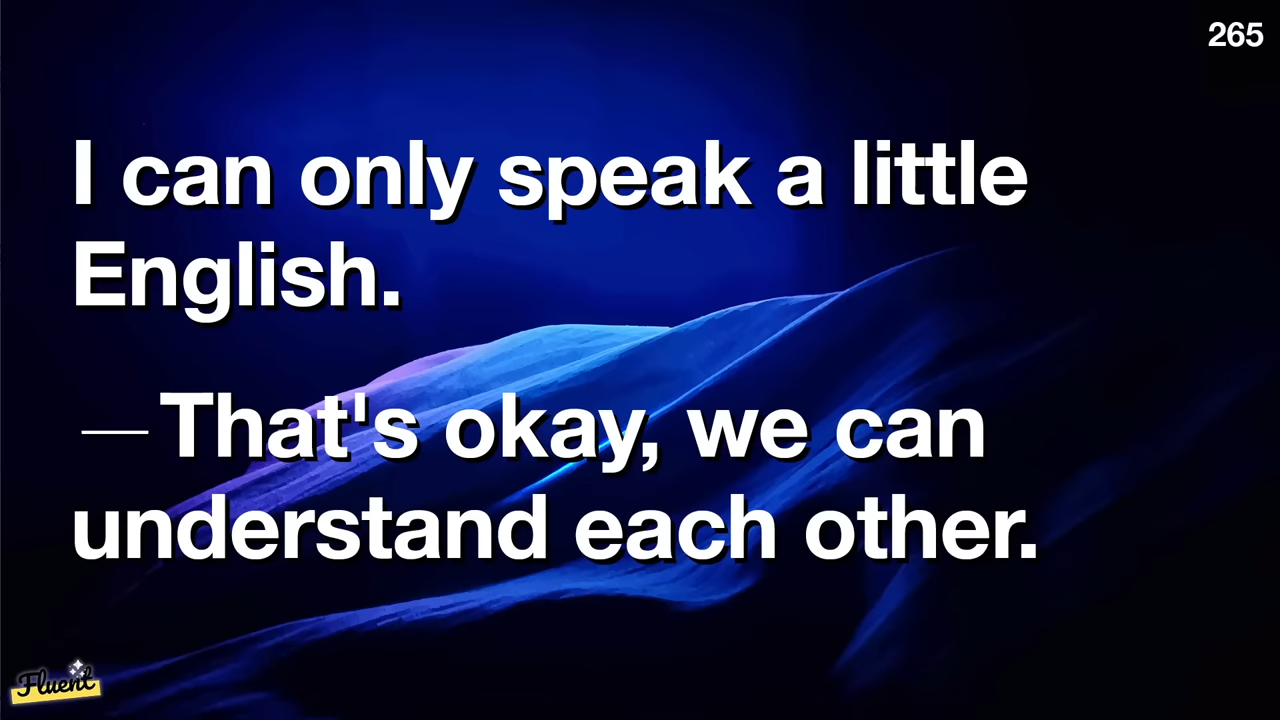 265
I can only speak a little
English.
— That's okay, we can
understand each other.
Fluent